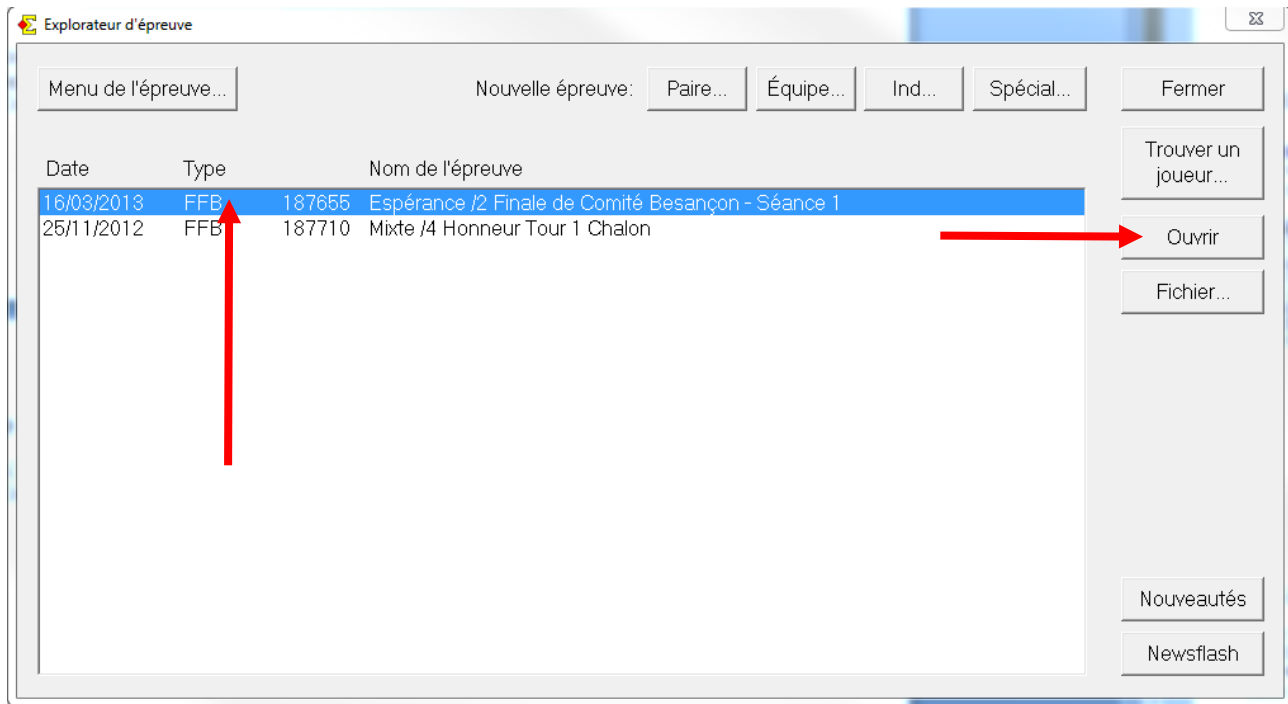 Explorateur d'épreuve
Menu de l'épreuve... Nouvelle épreuve: Paire... Équipe... Ind... Spécial... Fermer
Trouver un
joueur...
Date Type Nom de l'épreuve
16/03/2013 FFB 187655 Espérance /2 Finale de Comité Besançon - Séance 1
25/11/2012 FFB 187710 Mixte /4 Honneur Tour 1 Chalon
Ouvrir
Fichier...
Nouveautés
Newsflash